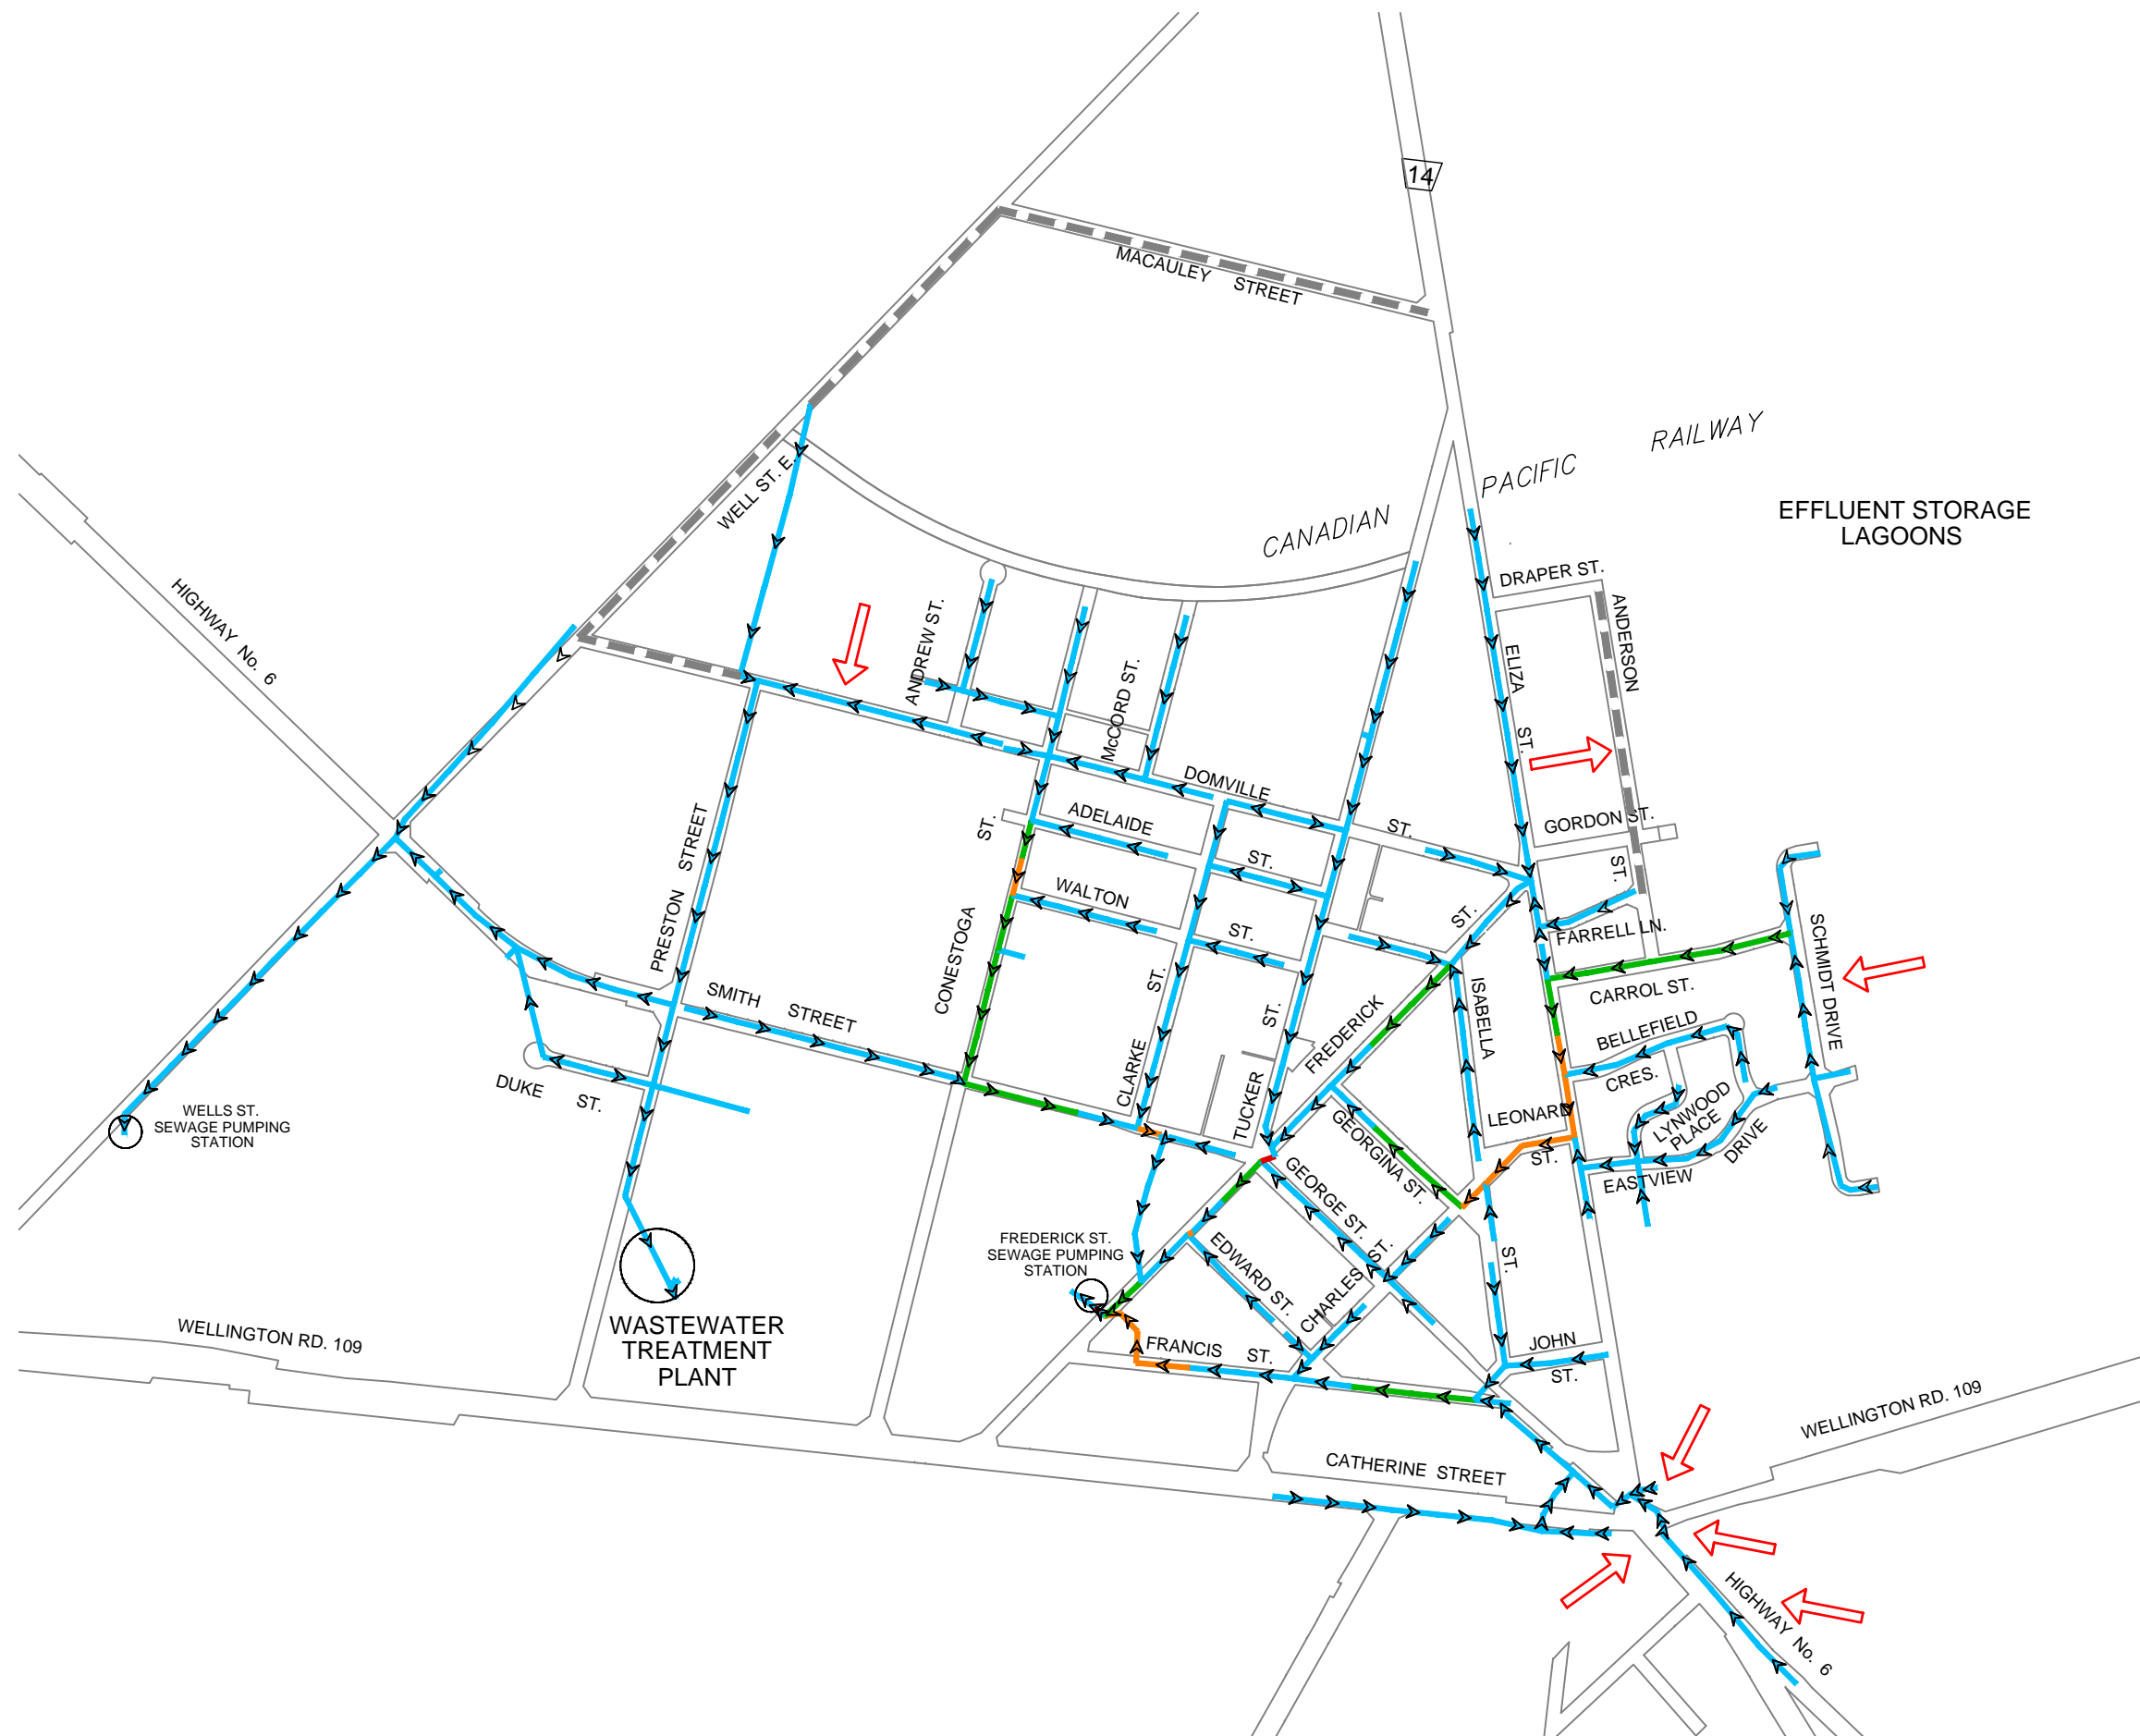 14
MACAULEY STREET
RAILWAY
PACIFIC
CANADIAN
EFFLUENT STORAGE
LAGOONS
WELL ST. E.
DRAPER ST.
ANDERSON
ST.
HIGHWAY No. 6
ANDREW ST.
McCORD ST.
ELIZA
ST.
DOMVILLE
ST.
GORDON ST.
ADELAIDE
ST.
WALTON
ST.
PRESTON STREET
CONESTOGA
ST.
FARRELL LN.
SCHMIDT DRIVE
CARROL ST.
SMITH STREET
CLARKE
ST.
TUCKER
ST.
FREDERICK
ST.
ISABELLA
ST.
BELLEFIELD
CRES.
LEONARD
ST.
LYNWOOD
PLACE
EASTVIEW
DRIVE
DUKE ST.
WELLS ST.
SEWAGE PUMPING
STATION
GEORGINA ST.
GEORGE ST.
EDWARD ST.
CHARLES ST.
FREDERICK ST.
SEWAGE PUMPING
STATION
WASTEWATER
TREATMENT
PLANT
WELLINGTON RD. 109
FRANCIS ST.
JOHN
ST.
CATHERINE STREET
WELLINGTON RD. 109
HIGHWAY No. 6